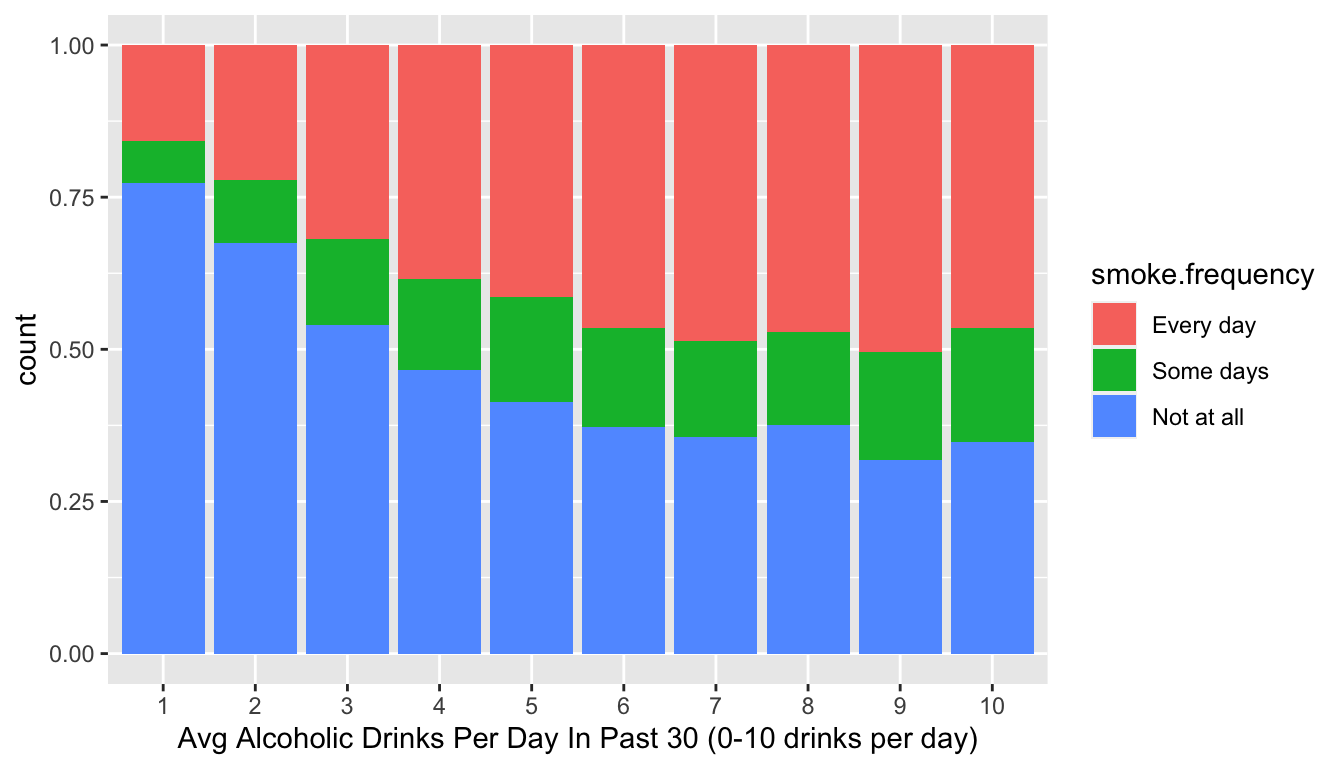 1.00
0.75
0.50
0.25
0.00
count
1 2 3 4 5 6 7 8 9 10
Avg Alcoholic Drinks Per Day In Past 30 (0-10 drinks per day)
smoke.frequency
Every day
Some days
Not at all